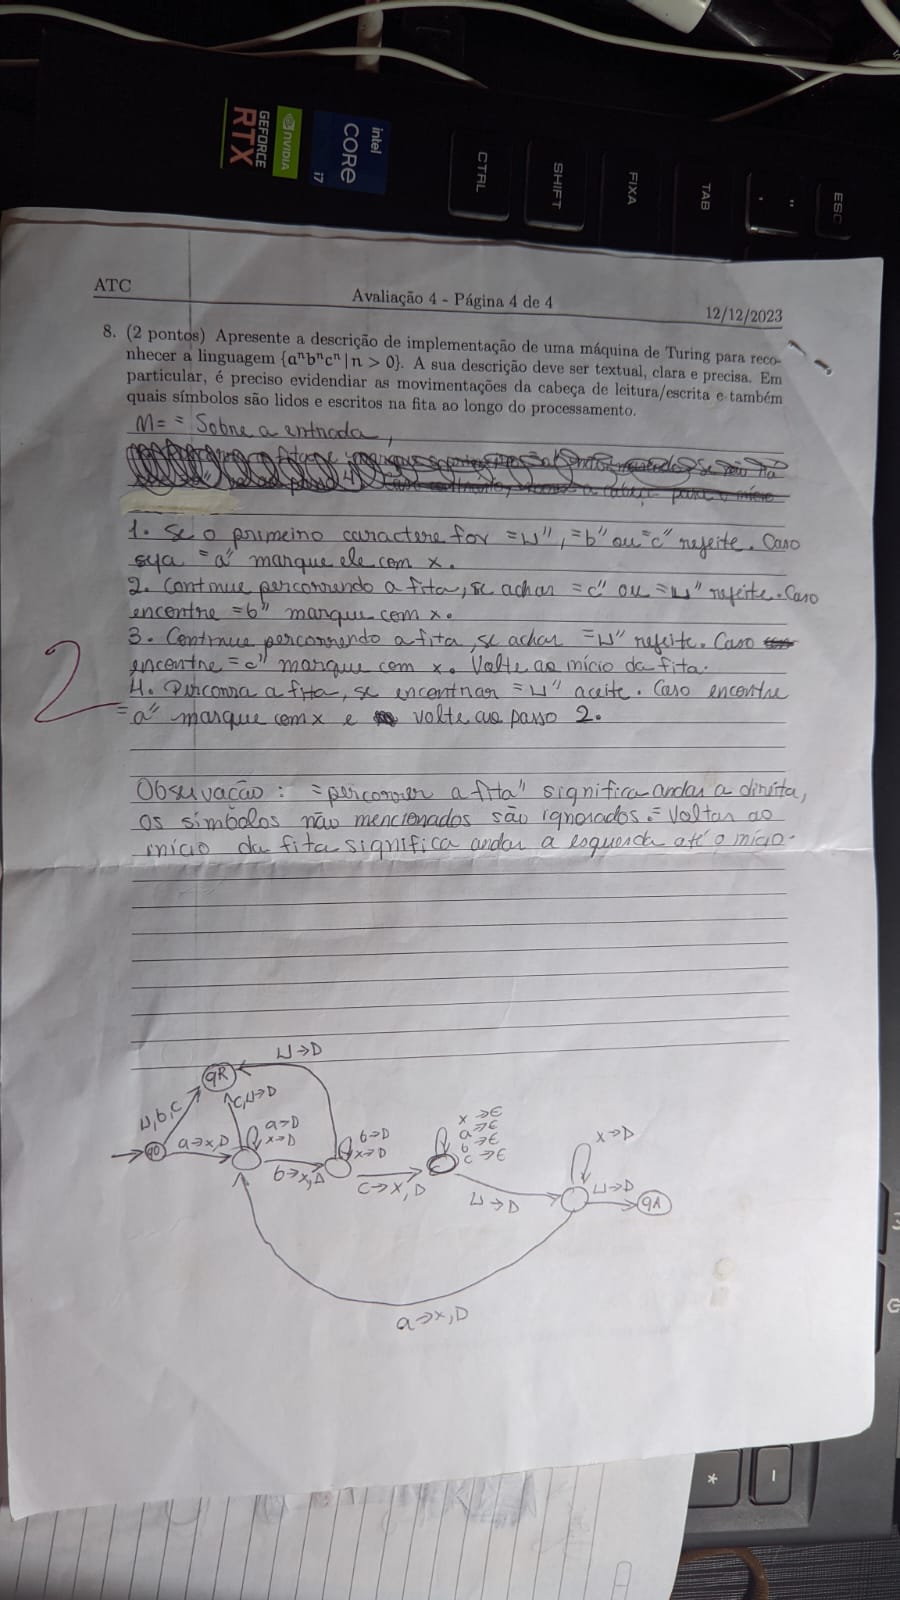 GEFORCE
RTX
NVIDIA
intel
CORE
i7
CTRL
SHIFT
FIXA
TAB
"
'
ESC
ATC
Avaliação 4 - Página 4 de 4
12/12/2023
8. (2 pontos) Apresente a descrição de implementação de uma máquina de Turing para reco-
nhecer a linguagem {aⁿbⁿcⁿ|n > 0}. A sua descrição deve ser textual, clara e precisa. Em
particular, é preciso evidendiar as movimentações da cabeça de leitura/escrita e também
quais símbolos são lidos e escritos na fita ao longo do processamento.
M= = Sobre a entrada,
1. Se o primeiro caractere for "⊔", "b" ou "c" rejeite. Caso
seja "a" marque ele com x.
2. Continue percorrendo a fita, se achar "c" ou "⊔" rejeite. Caso
encontre "b" marque com x.
3. Continue percorrendo a fita, se achar "⊔" rejeite. Caso
encontre "c" marque com x. Volte ao início da fita.
4. Percorra a fita, se encontrar "⊔" aceite. Caso encontre
"a" marque com x e volte ao passo 2.
2
Observação: "percorrer a fita" significa andar a direita,
os símbolos não mencionados são ignorados. "Voltar ao
início da fita significa andar a esquerda até o início.
⊔→D
qR
⊔,b,c
c,⊔→D
a→D
x→D
q0
a→x,D
b→x,D
b→D
x→D
c→x,D
x→E
a→E
b→E
c→E
⊔→D
x→D
⊔→D
qA
a→x,D
*
-